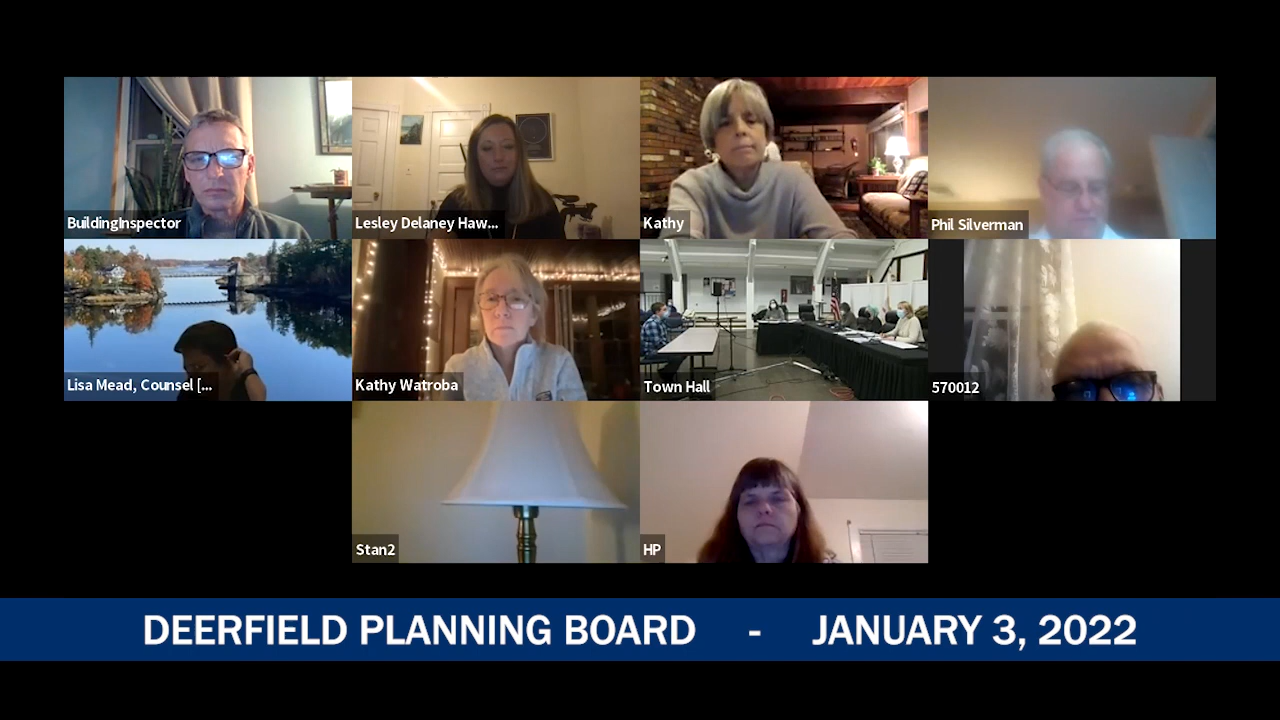 BuildingInspector
Lesley Delaney Haw...
Kathy
Phil Silverman
Lisa Mead, Counsel [...
Kathy Watroba
Town Hall
570012
Stan2
HP
DEERFIELD PLANNING BOARD - JANUARY 3, 2022